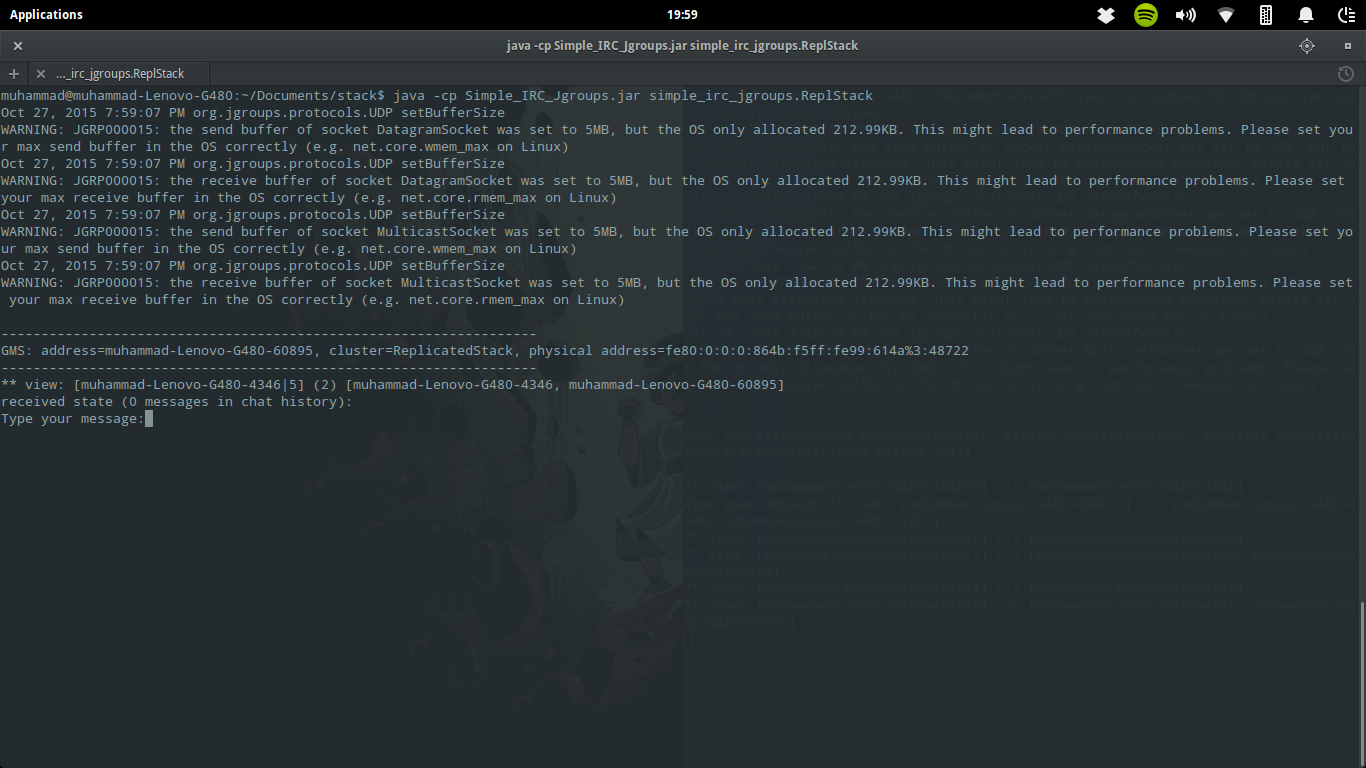 Applications
19:59
java -cp Simple_IRC_Jgroups.jar simple_irc_jgroups.ReplStack
..._irc_jgroups.ReplStack
muhammad@muhammad-Lenovo-G480:~/Documents/stack$ java -cp Simple_IRC_Jgroups.jar simple_irc_jgroups.ReplStack
Oct 27, 2015 7:59:07 PM org.jgroups.protocols.UDP setBufferSize
WARNING: JGRP000015: the send buffer of socket DatagramSocket was set to 5MB, but the OS only allocated 212.99KB. This might lead to performance problems. Please set you
r max send buffer in the OS correctly (e.g. net.core.wmem_max on Linux)
Oct 27, 2015 7:59:07 PM org.jgroups.protocols.UDP setBufferSize
WARNING: JGRP000015: the receive buffer of socket DatagramSocket was set to 5MB, but the OS only allocated 212.99KB. This might lead to performance problems. Please set
your max receive buffer in the OS correctly (e.g. net.core.rmem_max on Linux)
Oct 27, 2015 7:59:07 PM org.jgroups.protocols.UDP setBufferSize
WARNING: JGRP000015: the send buffer of socket MulticastSocket was set to 5MB, but the OS only allocated 212.99KB. This might lead to performance problems. Please set yo
ur max send buffer in the OS correctly (e.g. net.core.wmem_max on Linux)
Oct 27, 2015 7:59:07 PM org.jgroups.protocols.UDP setBufferSize
WARNING: JGRP000015: the receive buffer of socket MulticastSocket was set to 5MB, but the OS only allocated 212.99KB. This might lead to performance problems. Please set
your max receive buffer in the OS correctly (e.g. net.core.rmem_max on Linux)
-------------------------------------------------------------------
GMS: address=muhammad-Lenovo-G480-60895, cluster=ReplicatedStack, physical address=fe80:0:0:0:864b:f5ff:fe99:614a%3:48722
-------------------------------------------------------------------
** view: [muhammad-Lenovo-G480-4346|5] (2) [muhammad-Lenovo-G480-4346, muhammad-Lenovo-G480-60895]
received state (0 messages in chat history):
Type your message: